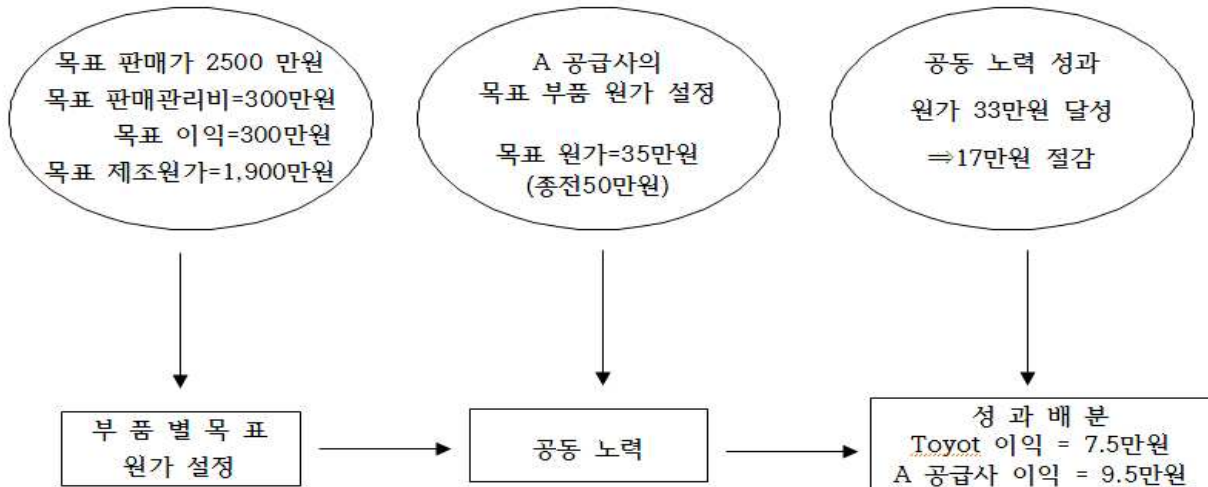 목표 판매가 2500 만원
목표 판매관리비=300만원
목표 이익=300만원
목표 제조원가=1,900만원
A 공급사의
목표 부품 원가 설정
목표 원가=35만원
(종전50만원)
공동 노력 성과
원가 33만원 달성
⇒17만원 절감
부 품 별 목 표
원가 설정
공동 노력
성 과 배 분
Toyot 이익 = 7.5만원
A 공급사 이익 = 9.5만원